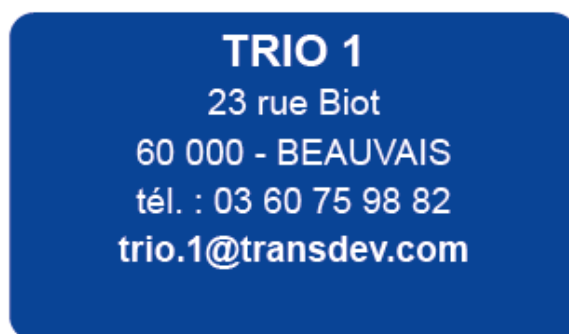 TRIO 1
23 rue Biot
60 000 - BEAUVAIS
tél. : 03 60 75 98 82
trio.1@transdev.com